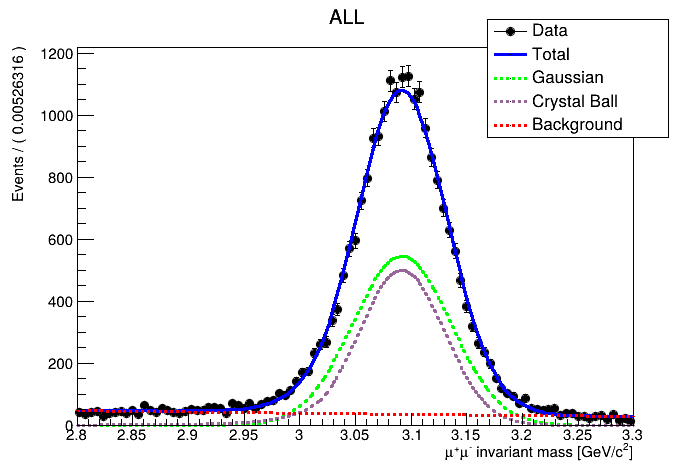 ALL
Data
Total
Gaussian
Crystal Ball
Background
Events / ( 0.00526316 )
1200
1000
800
600
400
200
0
2.8 2.85 2.9 2.95 3 3.05 3.1 3.15 3.2 3.25 3.3
μ⁺μ⁻ invariant mass [GeV/c²]